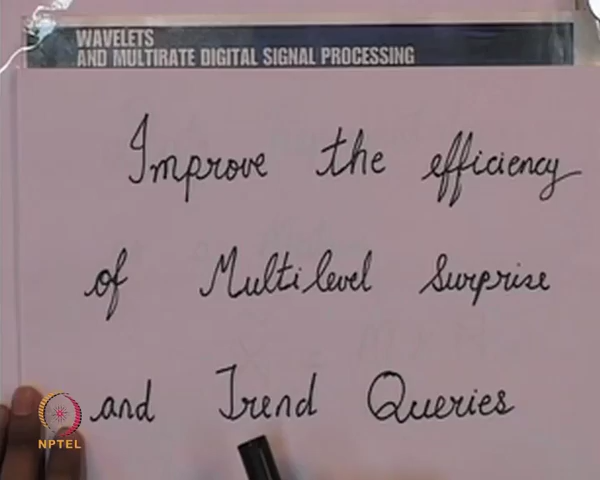 WAVELETS
AND MULTIRATE DIGITAL SIGNAL PROCESSING
Improve the efficiency
of Multilevel Surprise
and Trend Queries
NPTEL